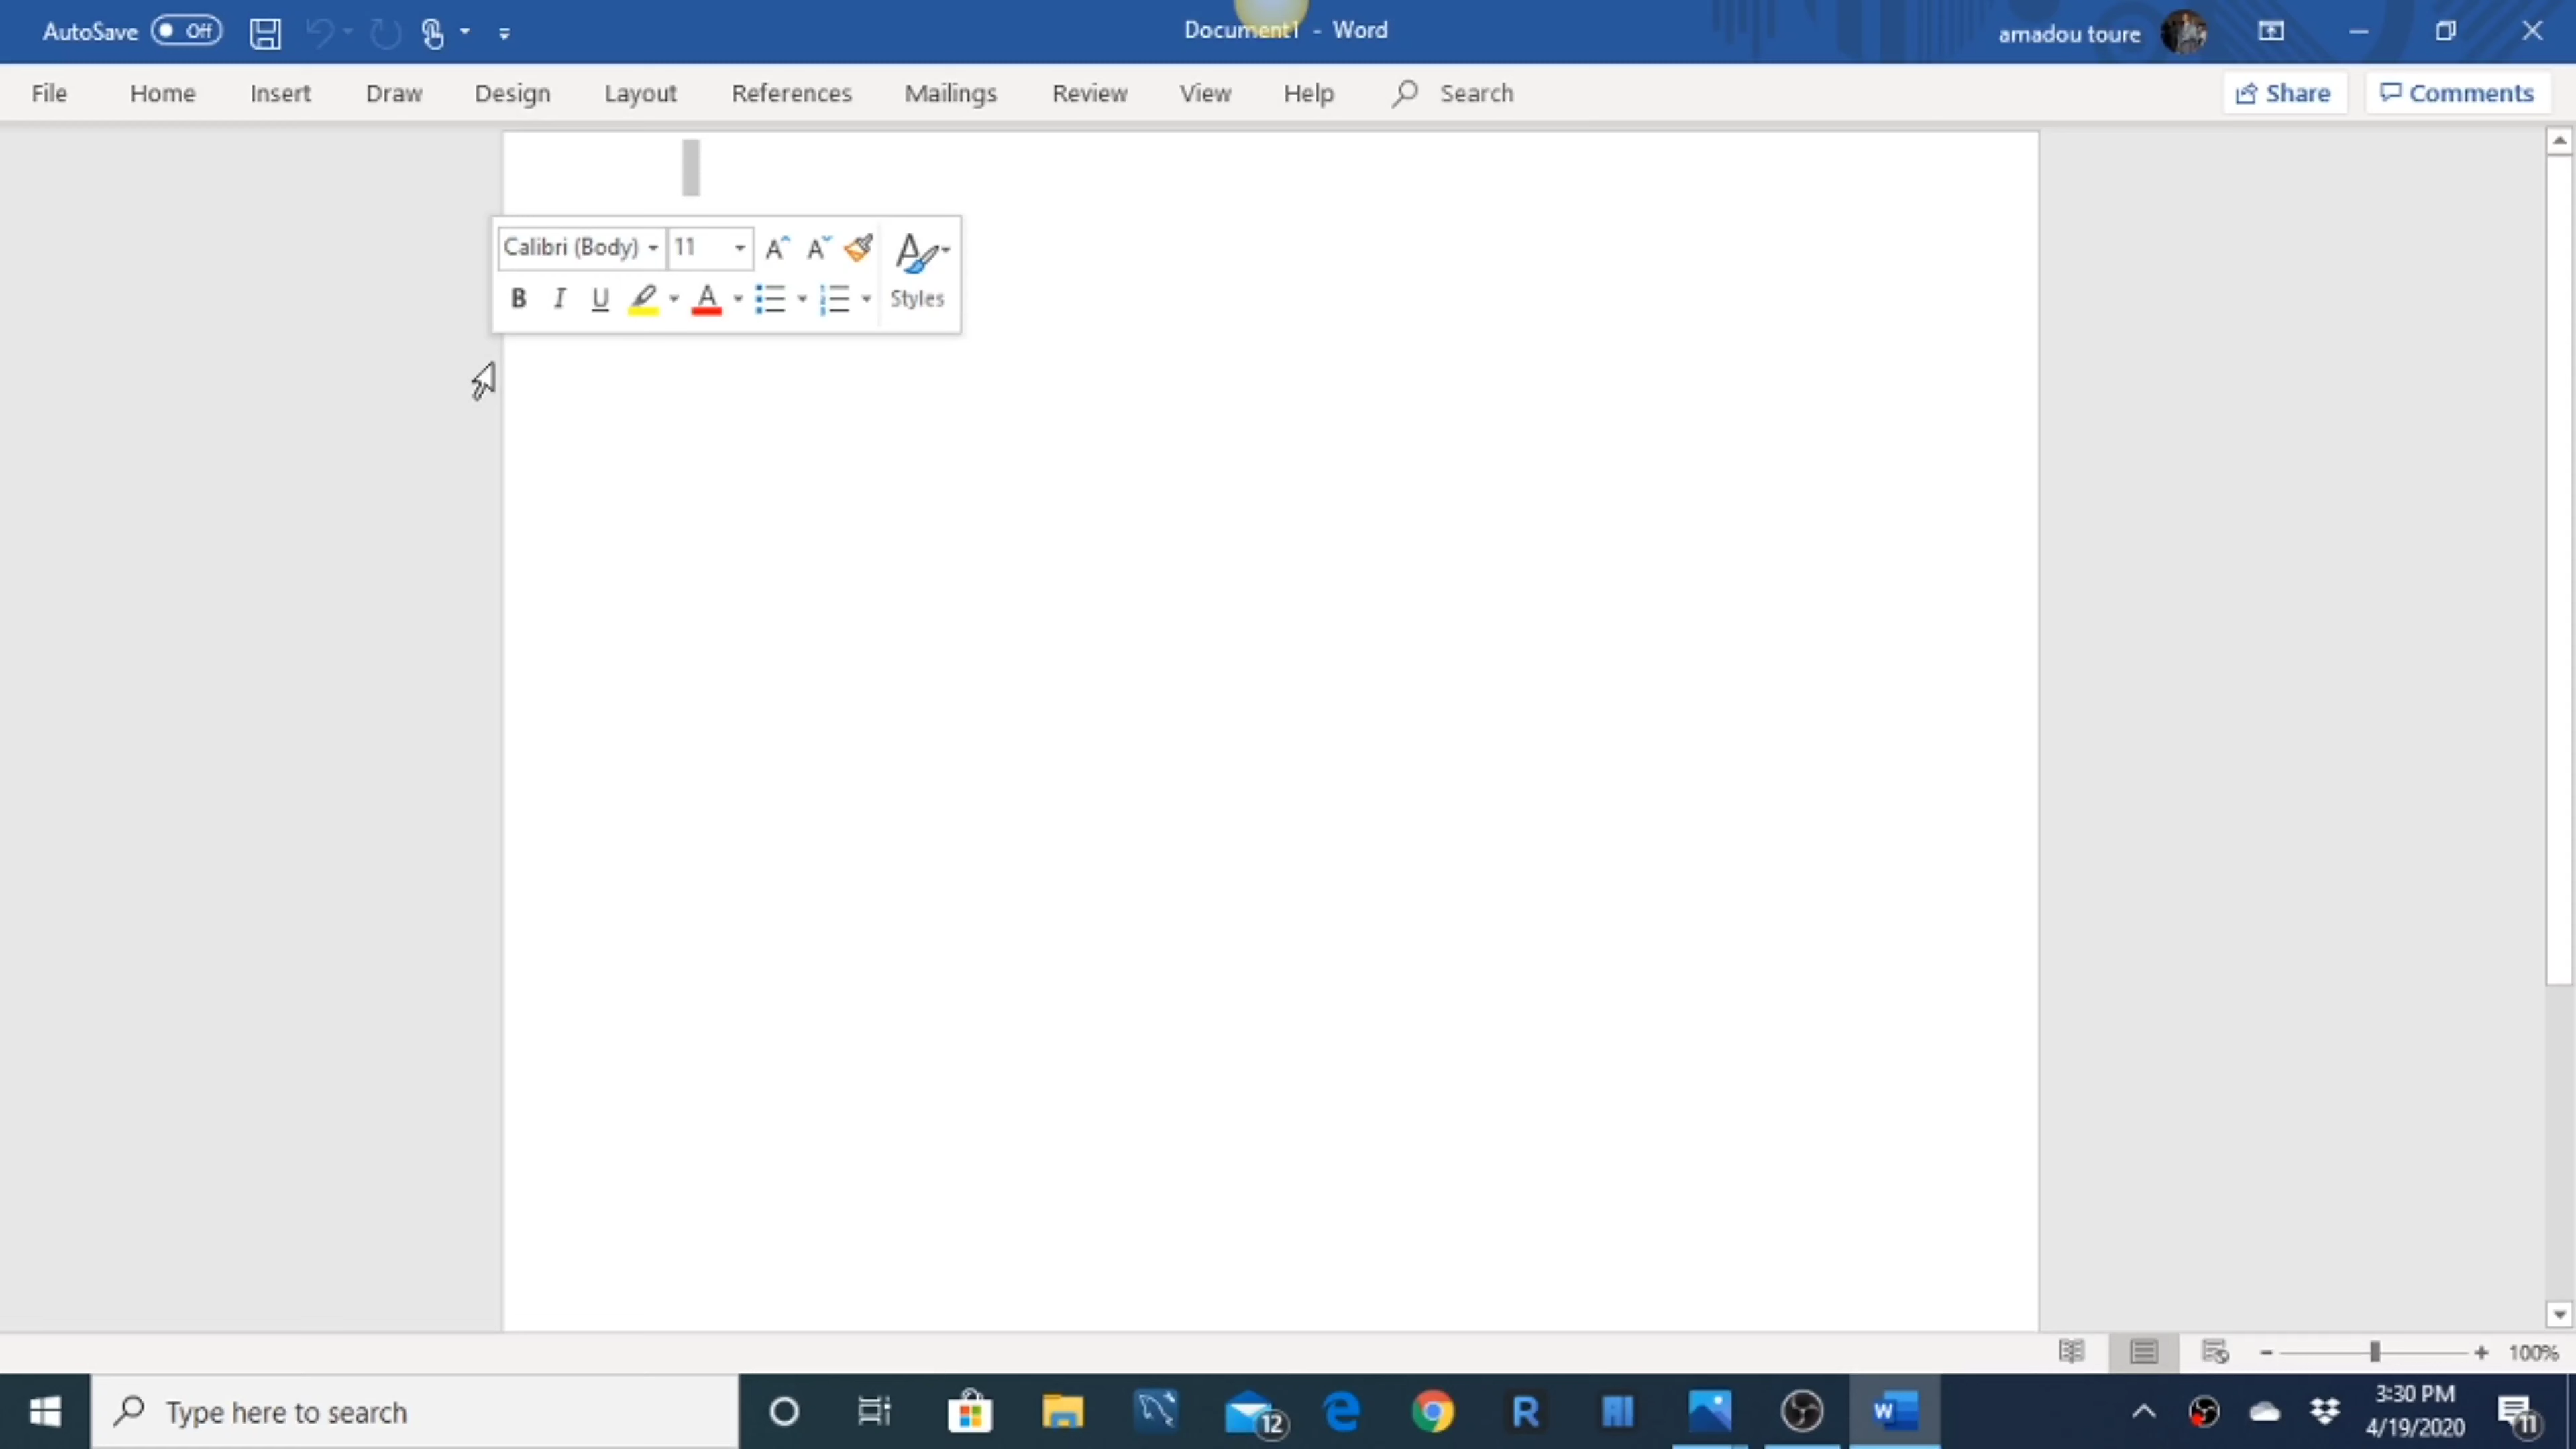 AutoSave Off
Document1 - Word
amadou toure
File Home Insert Draw Design Layout References Mailings Review View Help Search
Share Comments
Calibri (Body) 11
A A
B I U A Styles
100%
Type here to search
12
R
W
3:30 PM
4/19/2020
11